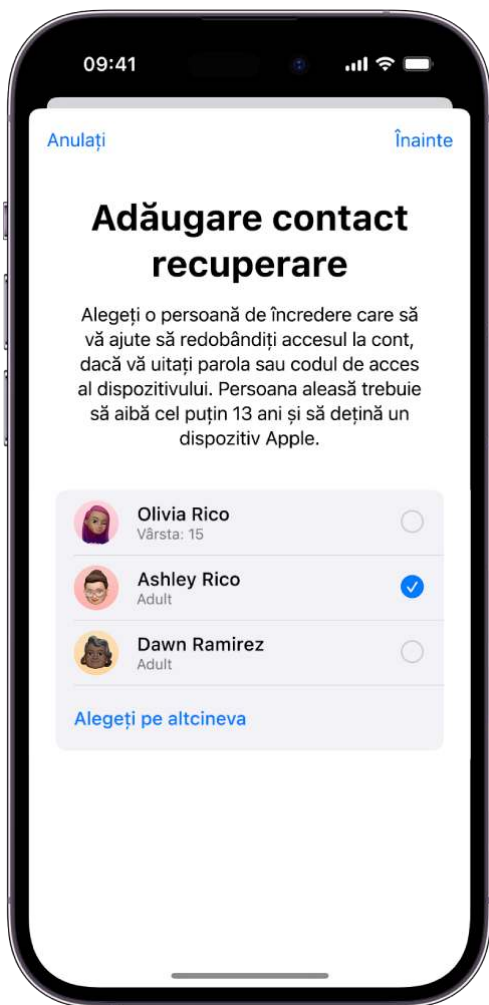 09:41
Anulați
Înainte
Adăugare contact
recuperare
Alegeți o persoană de încredere care să
vă ajute să redobândiți accesul la cont,
dacă vă uitați parola sau codul de acces
al dispozitivului. Persoana aleasă trebuie
să aibă cel puțin 13 ani și să dețină un
dispozitiv Apple.
Olivia Rico
Vârsta: 15
Ashley Rico
Adult
Dawn Ramirez
Adult
Alegeți pe altcineva